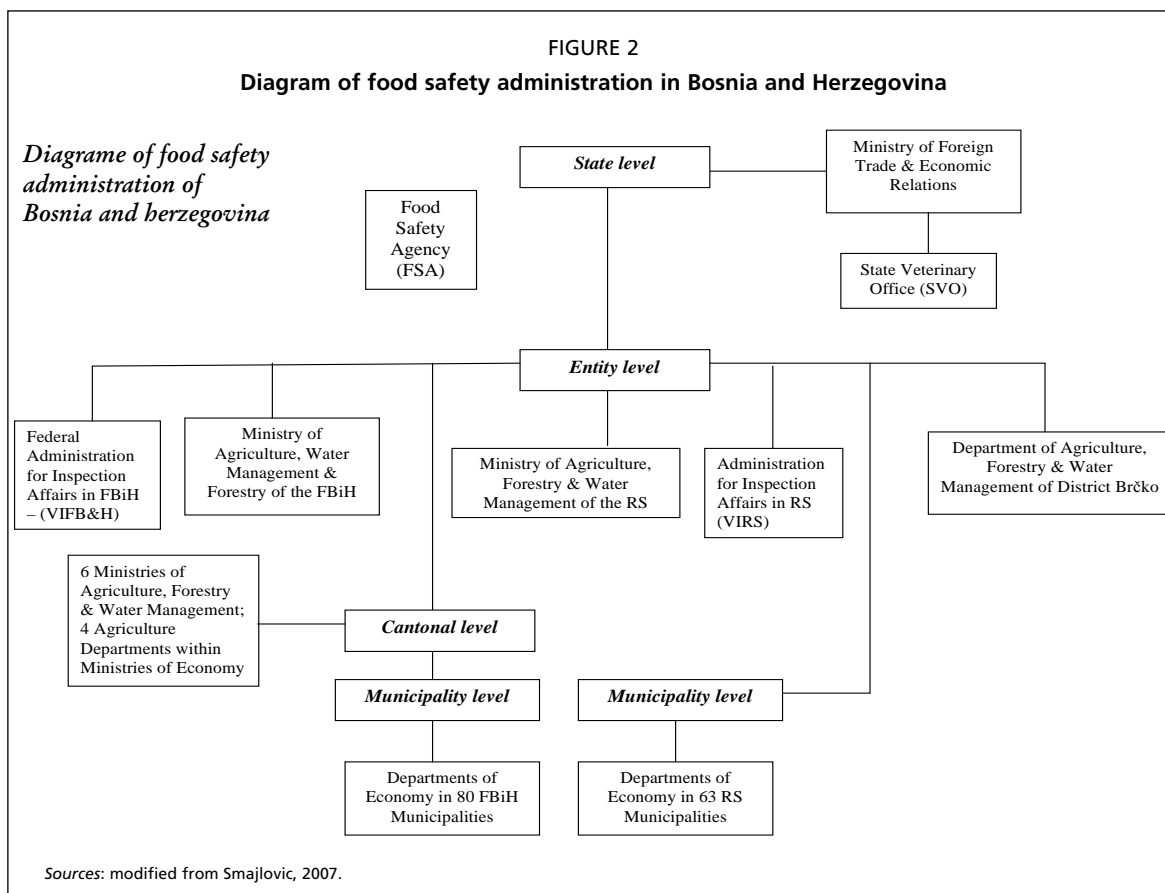 FIGURE 2
Diagram of food safety administration in Bosnia and Herzegovina
Diagrame of food safety
administration of
Bosnia and herzegovina
State level
Ministry of Foreign
Trade & Economic
Relations
Food
Safety
Agency
(FSA)
State Veterinary
Office (SVO)
Entity level
Federal
Administration
for Inspection
Affairs in FBiH
– (VIFB&H)
Ministry of
Agriculture, Water
Management &
Forestry of the FBiH
Ministry of Agriculture,
Forestry & Water
Management of the RS
Administration
for Inspection
Affairs in RS
(VIRS)
Department of Agriculture,
Forestry & Water
Management of District Brčko
6 Ministries of
Agriculture, Forestry
& Water Management;
4 Agriculture
Departments within
Ministries of Economy
Cantonal level
Municipality level
Municipality level
Departments of
Economy in 80 FBiH
Municipalities
Departments of
Economy in 63 RS
Municipalities
Sources: modified from Smajlovic, 2007.